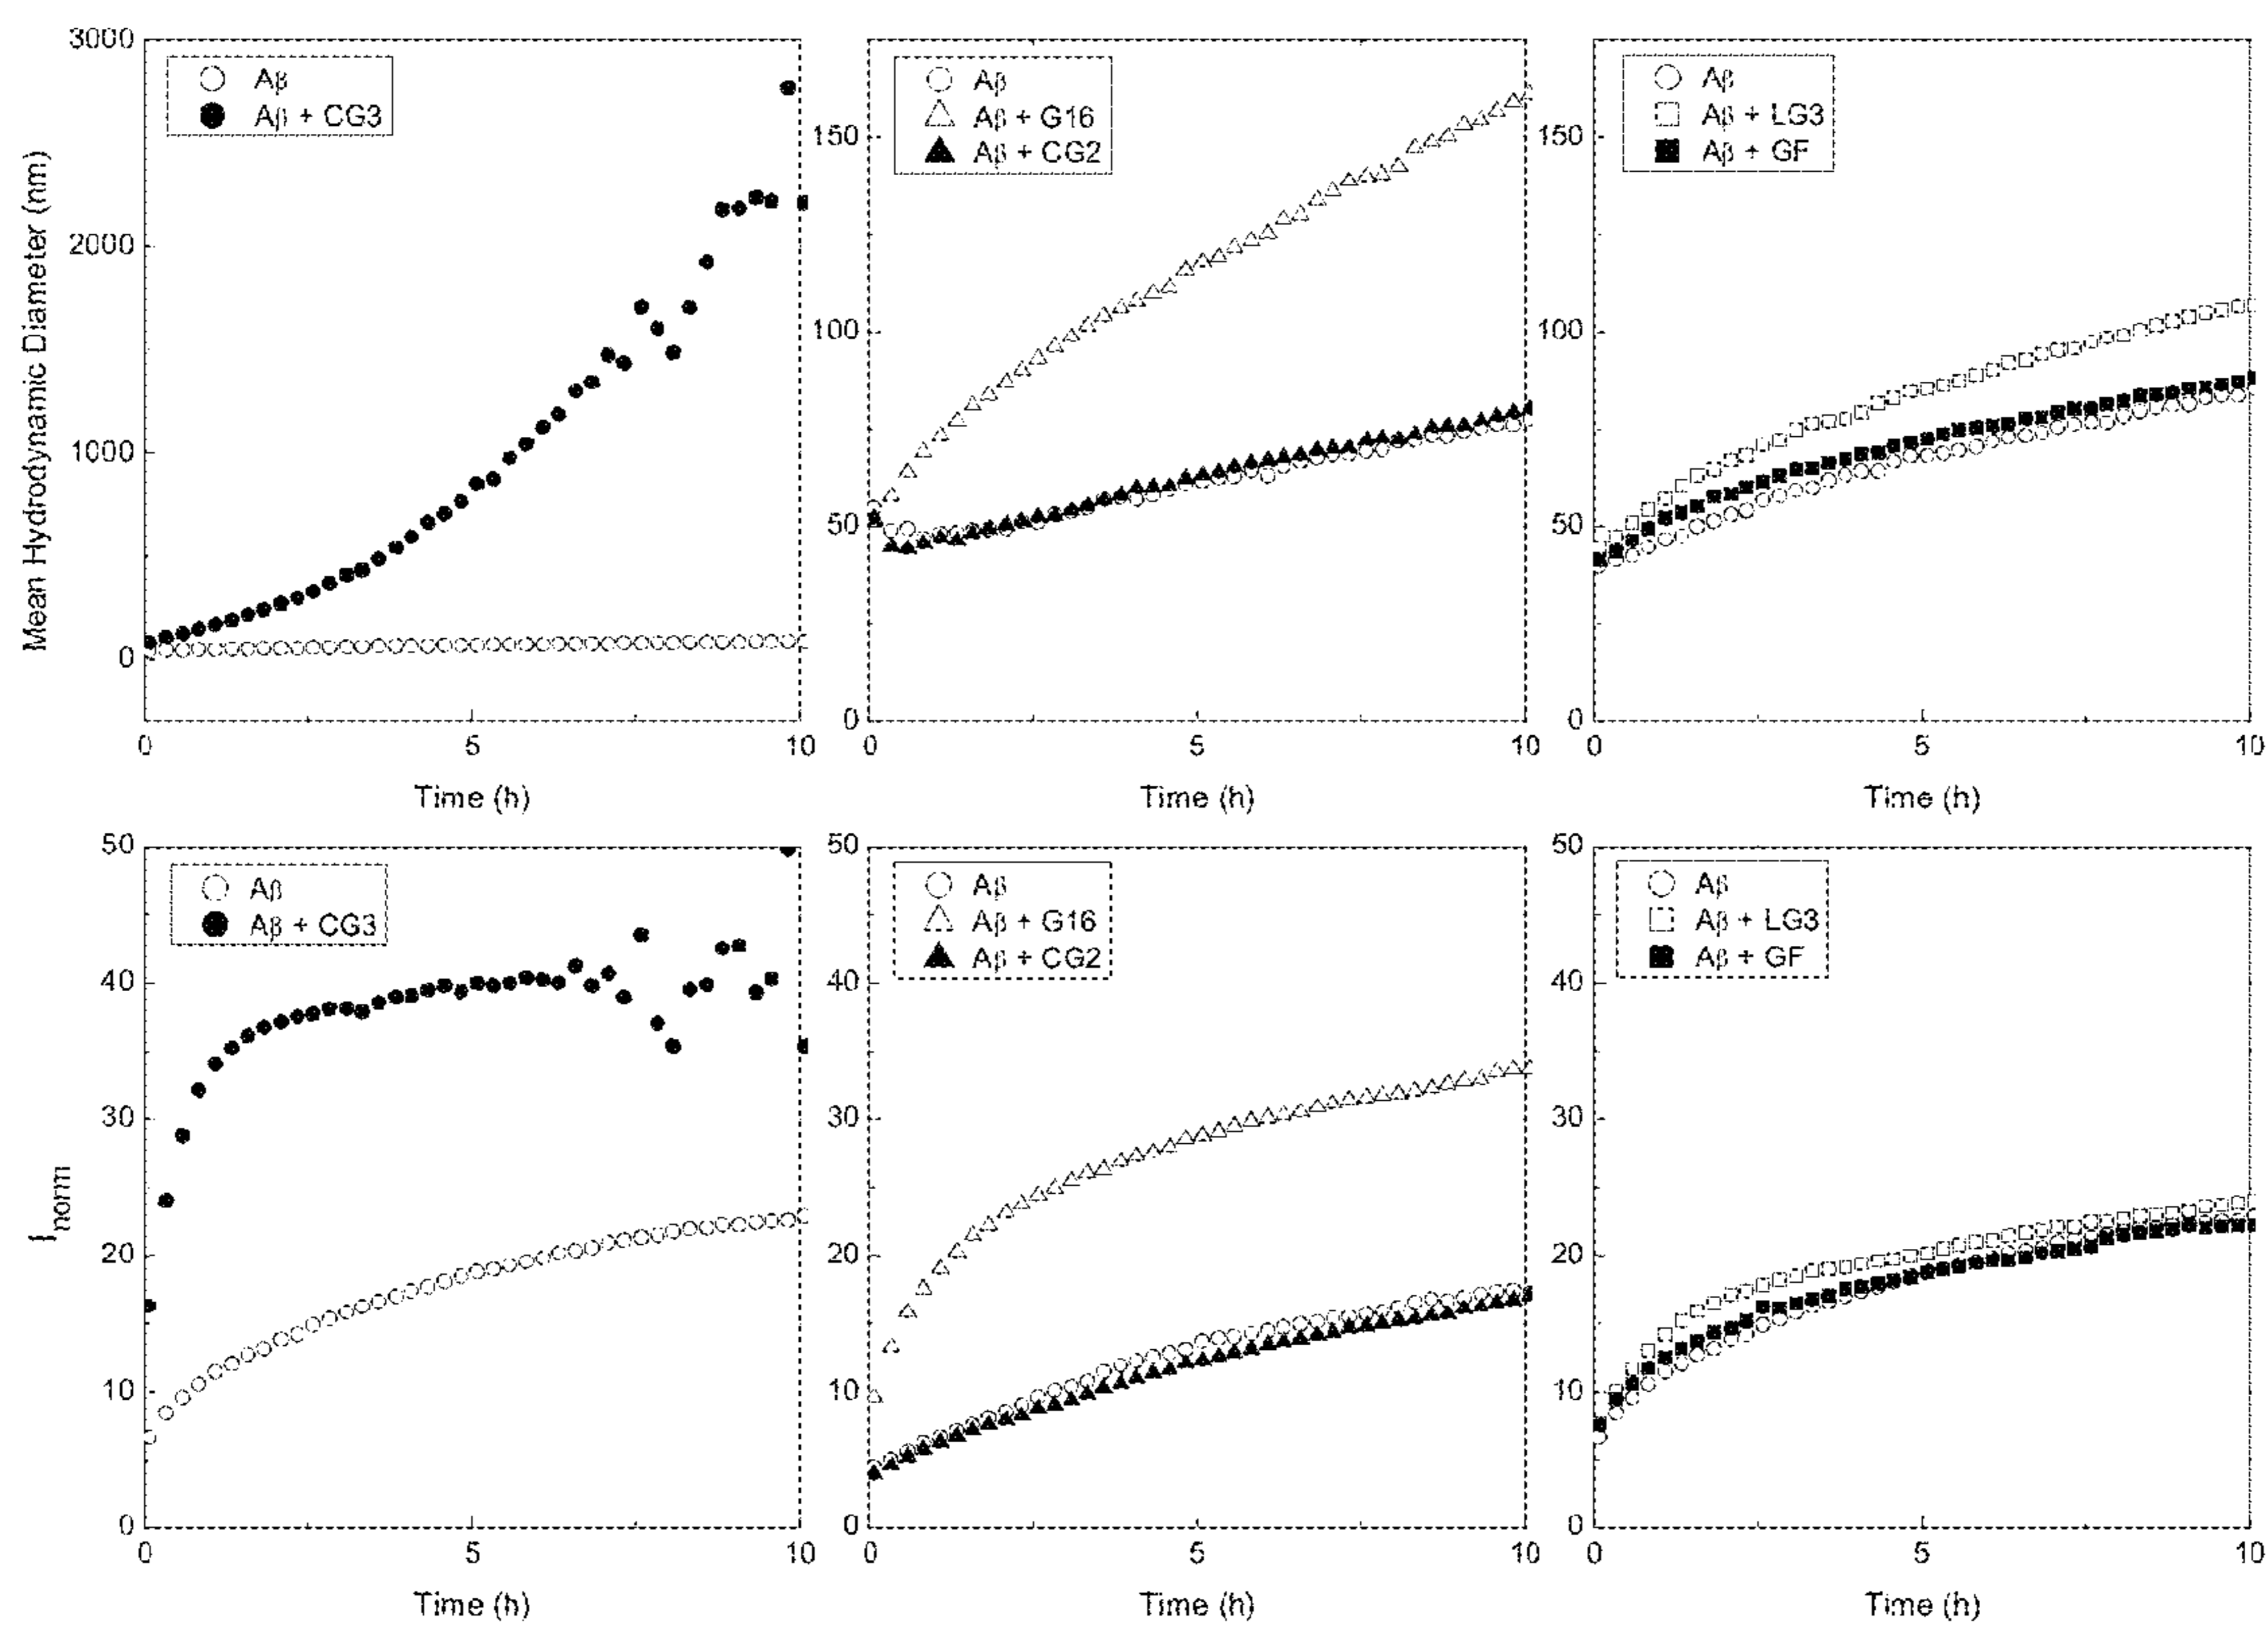 Mean Hydrodynamic Diameter (nm)
3000
2000
1000
0
Aβ
Aβ + CG3
0 5 10
Time (h)
150
100
50
0
Aβ
Aβ + G16
Aβ + CG2
0 5 10
Time (h)
150
100
50
0
Aβ
Aβ + LG3
Aβ + GF
0 5 10
Time (h)
Inorm
50
40
30
20
10
0
Aβ
Aβ + CG3
0 5 10
Time (h)
50
40
30
20
10
0
Aβ
Aβ + G16
Aβ + CG2
0 5 10
Time (h)
50
40
30
20
10
0
Aβ
Aβ + LG3
Aβ + GF
0 5 10
Time (h)